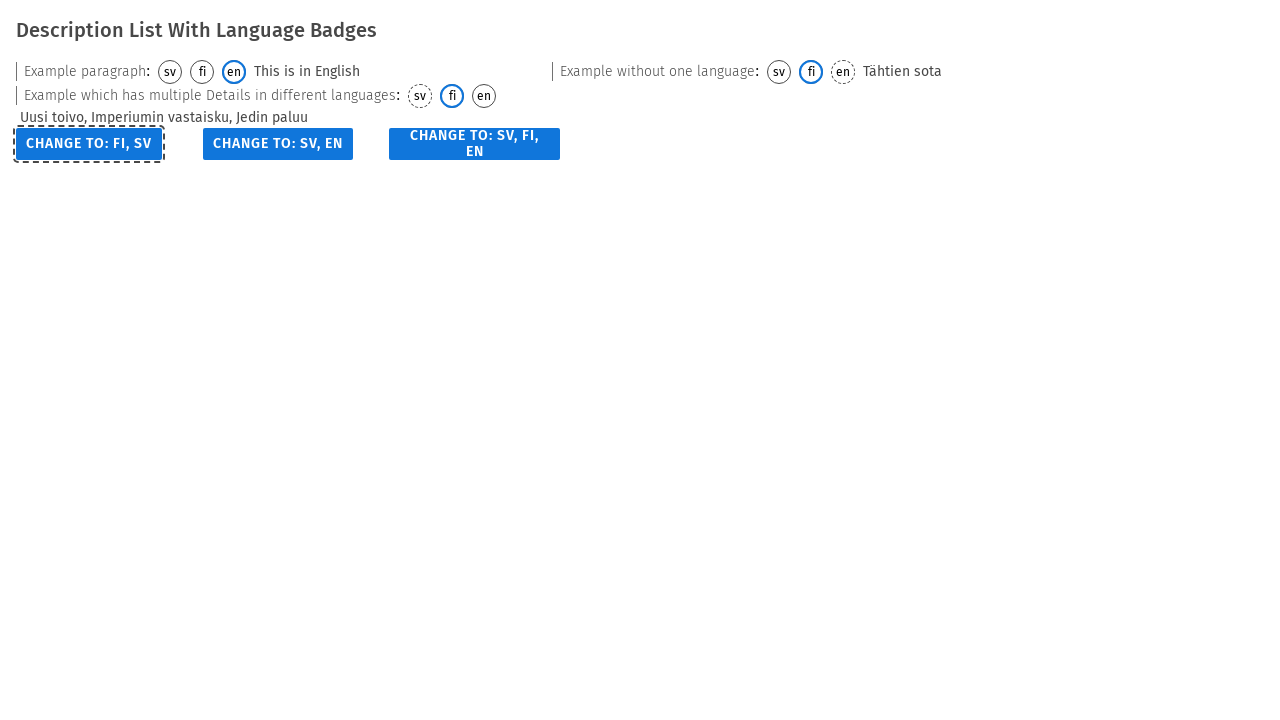 Description List With Language Badges
Example paragraph: sv fi en This is in English
Example without one language: sv fi en Tähtien sota
Example which has multiple Details in different languages: sv fi en
Uusi toivo, Imperiumin vastaisku, Jedin paluu
CHANGE TO: FI, SV
CHANGE TO: SV, EN
CHANGE TO: SV, FI,
EN